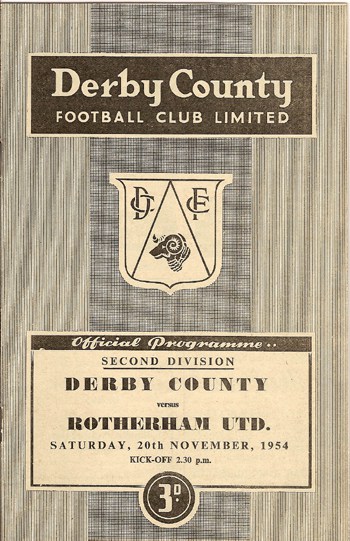 Derby County
FOOTBALL CLUB LIMITED
D C F C
Official Programme..
SECOND DIVISION
DERBY COUNTY
versus
ROTHERHAM UTD.
SATURDAY, 20th NOVEMBER, 1954
KICK-OFF 2.30 p.m.
3D.